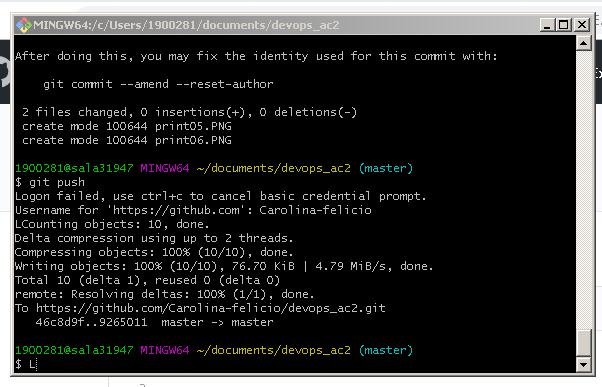 MINGW64:/c/Users/1900281/documents/devops_ac2
After doing this, you may fix the identity used for this commit with:
git commit --amend --reset-author
2 files changed, 0 insertions(+), 0 deletions(-)
create mode 100644 print05.PNG
create mode 100644 print06.PNG
1900281@sala31947 MINGW64 ~/documents/devops_ac2 (master)
$ git push
Logon failed, use ctrl+c to cancel basic credential prompt.
Username for 'https://github.com': Carolina-felicio
LCounting objects: 10, done.
Delta compression using up to 2 threads.
Compressing objects: 100% (10/10), done.
Writing objects: 100% (10/10), 76.70 KiB | 4.79 MiB/s, done.
Total 10 (delta 1), reused 0 (delta 0)
remote: Resolving deltas: 100% (1/1), done.
To https://github.com/Carolina-felicio/devops_ac2.git
46c8d9f..9265011  master -> master
1900281@sala31947 MINGW64 ~/documents/devops_ac2 (master)
$ L